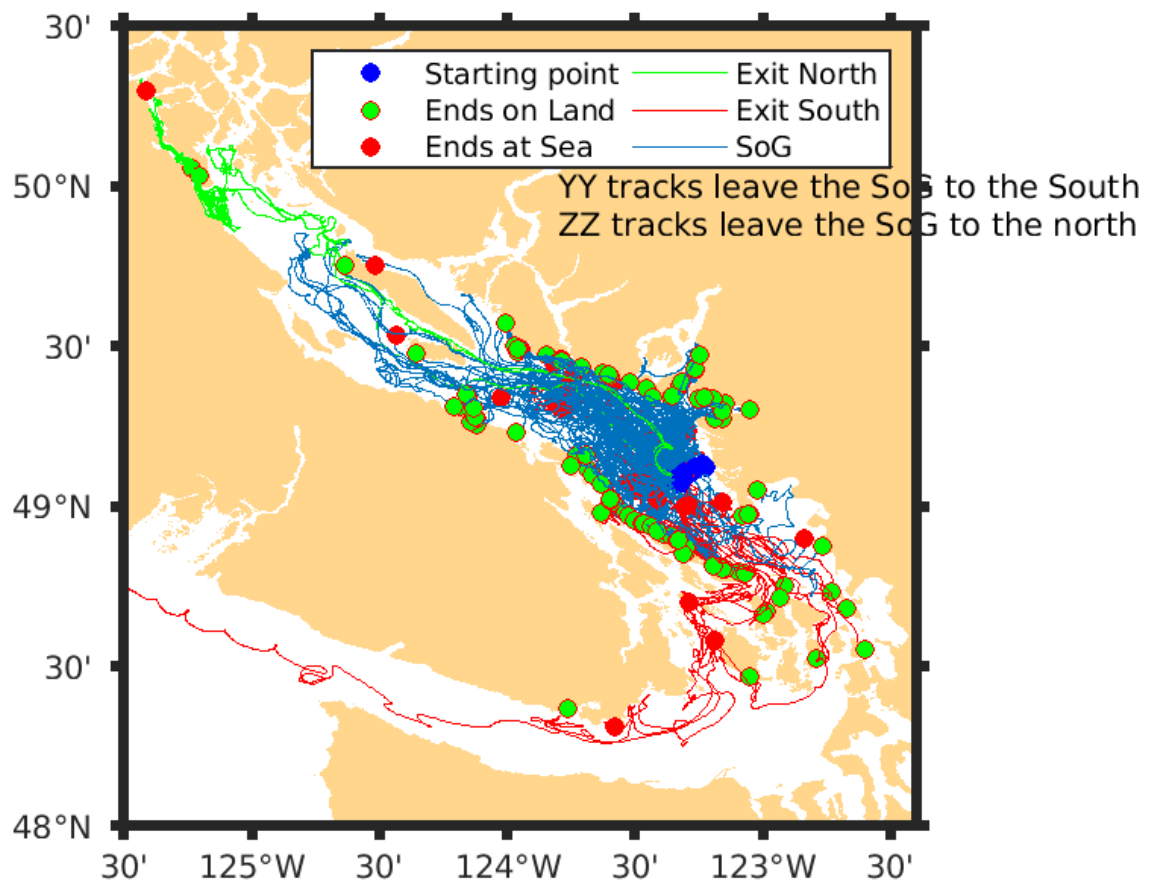 30'
Starting point Exit North
Ends on Land Exit South
Ends at Sea SoG
50°N
YY tracks leave the SoG to the South
ZZ tracks leave the SoG to the north
30'
49°N
30'
48°N
30' 125°W 30' 124°W 30' 123°W 30'